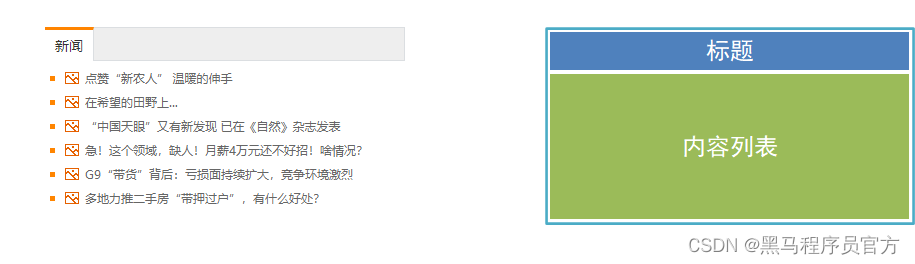 新闻
点赞“新农人” 温暖的伸手
在希望的田野上...
“中国天眼”又有新发现 已在《自然》杂志发表
急！这个领域，缺人！月薪4万元还不好招！啥情况？
G9“带货”背后：亏损面持续扩大，竞争环境激烈
多地力推二手房“带押过户”，有什么好处？
标题
内容列表
CSDN @黑马程序员官方